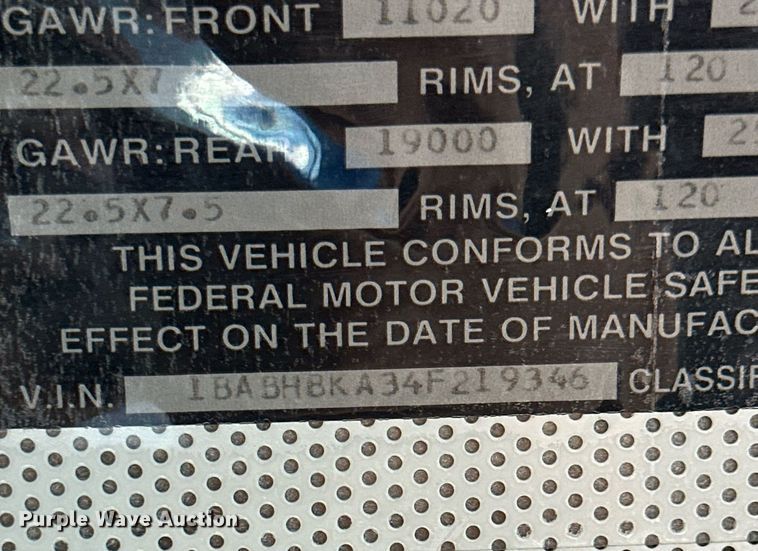 GAWR: FRONT 11020 WITH 2
22.5X7 RIMS, AT 120
GAWR: REAR 19000 WITH 2
22.5X7.5 RIMS, AT 120
THIS VEHICLE CONFORMS TO AL
FEDERAL MOTOR VEHICLE SAFE
EFFECT ON THE DATE OF MANUFAC
V.I.N. 1BABHBKA34F219346 CLASSIF
Purple Wave Auction